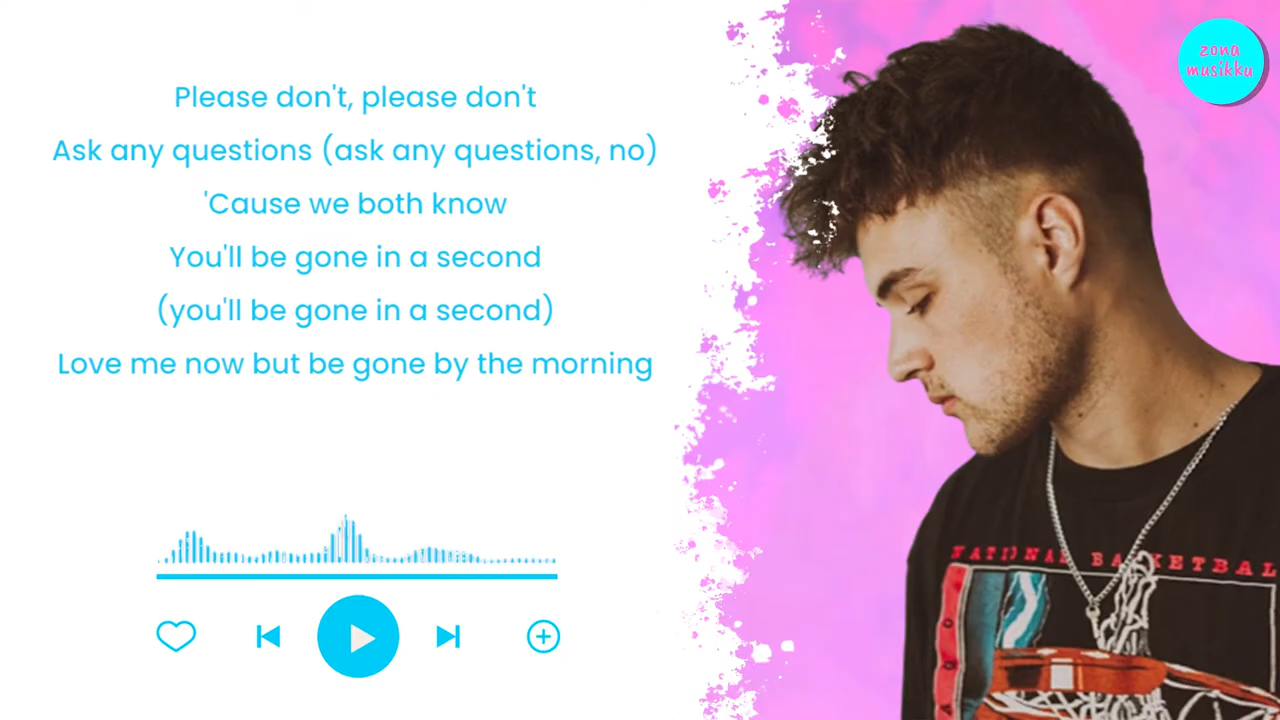 Please don't, please don't
Ask any questions (ask any questions, no)
'Cause we both know
You'll be gone in a second
(you'll be gone in a second)
Love me now but be gone by the morning
zona
musikku
NATIONAL BASKETBAL